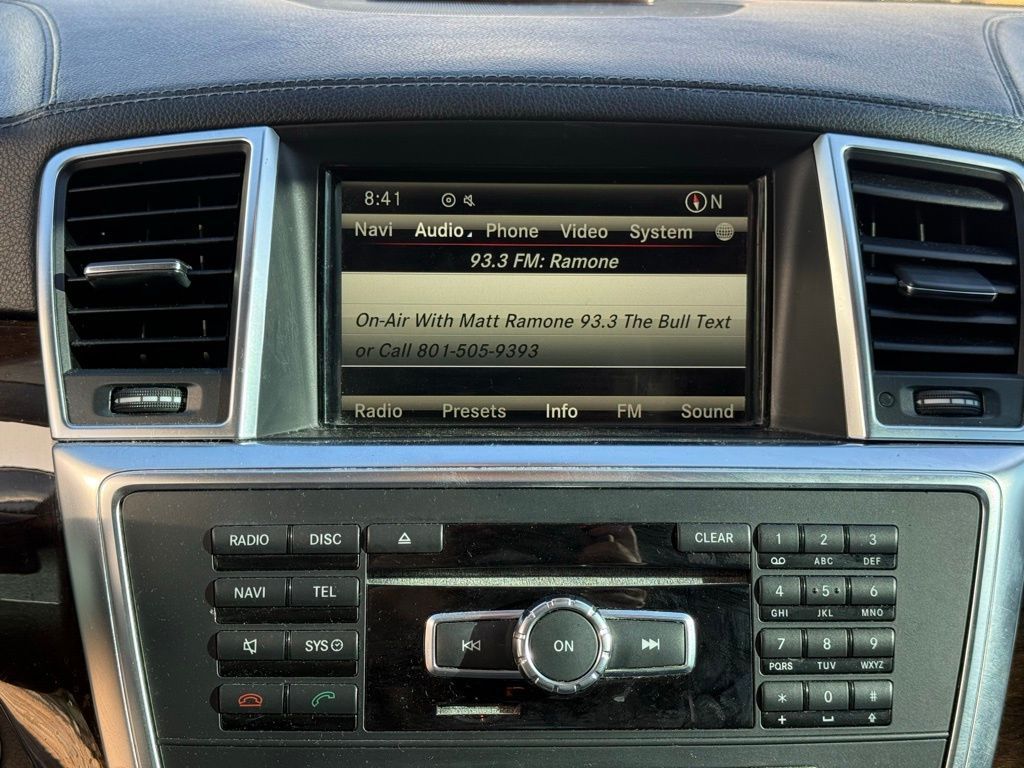 8:41 N
Navi Audio Phone Video System
93.3 FM: Ramone
On-Air With Matt Ramone 93.3 The Bull Text
or Call 801-505-9393
Radio Presets Info FM Sound
RADIO DISC CLEAR 1 2 3
ABC DEF
NAVI TEL 4 5 6
GHI JKL MNO
SYS ON 7 8 9
PQRS TUV WXYZ
* 0 #
+